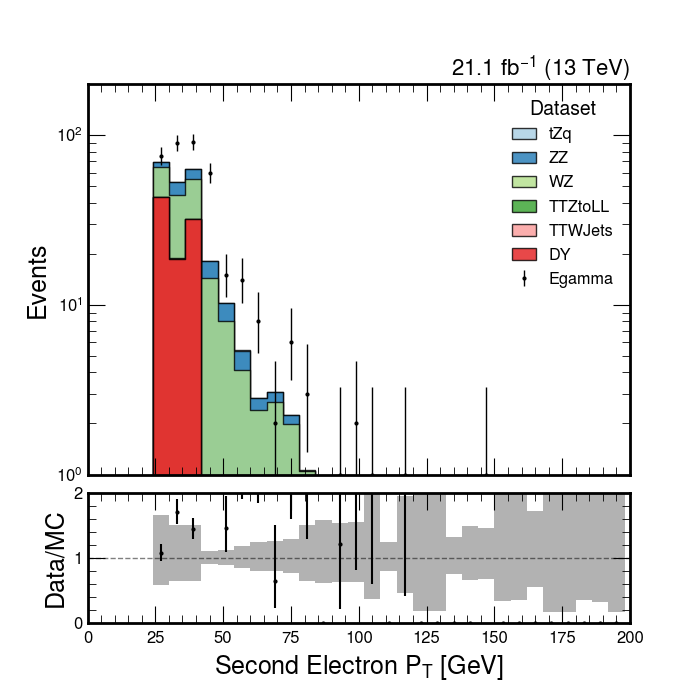 21.1 fb⁻¹ (13 TeV)
Dataset
tZq
ZZ
WZ
TTZtoLL
TTWJets
DY
Egamma
Events
10²
10¹
10⁰
Data/MC
2
1
0
0 25 50 75 100 125 150 175 200
Second Electron P_T [GeV]